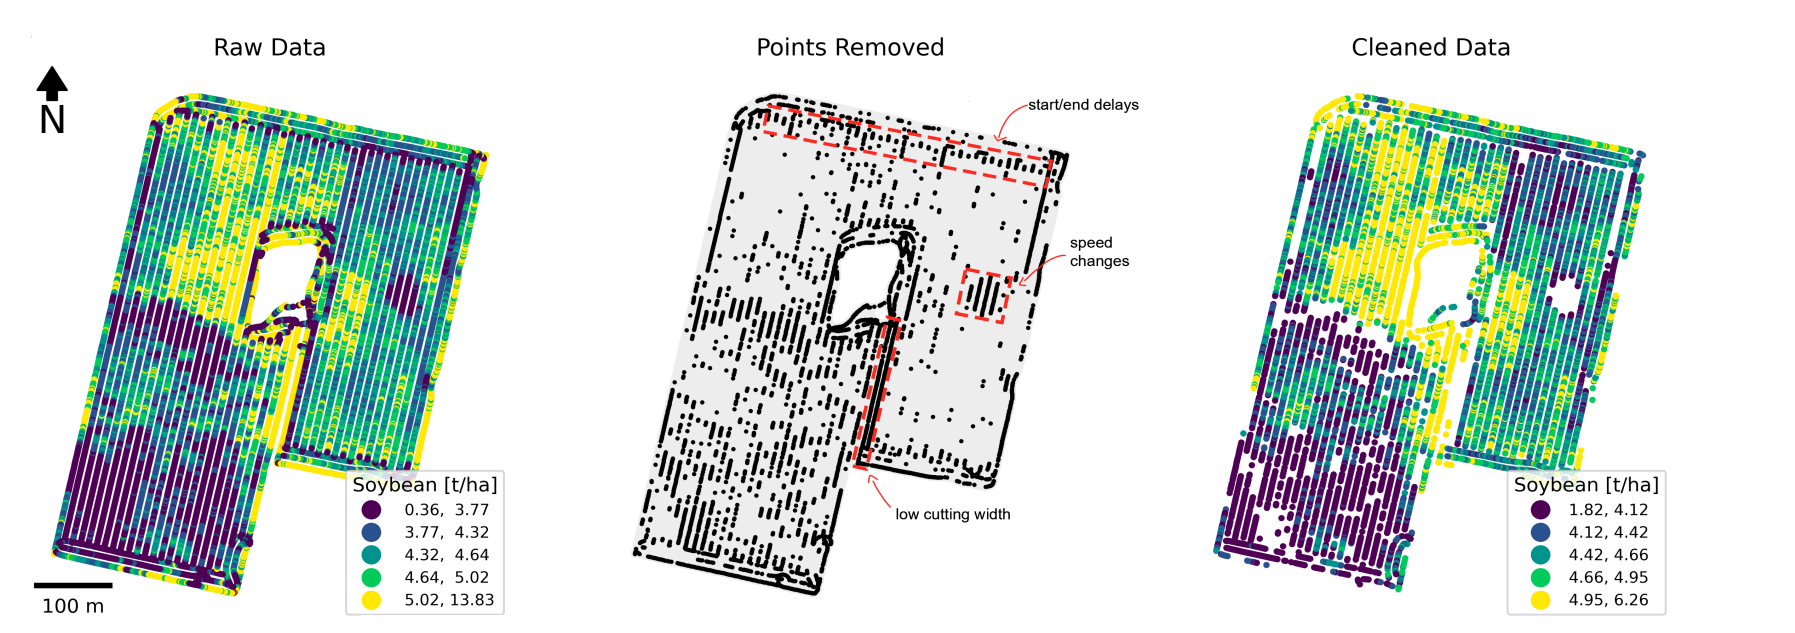 Raw Data
Points Removed
Cleaned Data
N
start/end delays
speed
changes
low cutting width
Soybean [t/ha]
0.36, 3.77
3.77, 4.32
4.32, 4.64
4.64, 5.02
5.02, 13.83
100 m
Soybean [t/ha]
1.82, 4.12
4.12, 4.42
4.42, 4.66
4.66, 4.95
4.95, 6.26